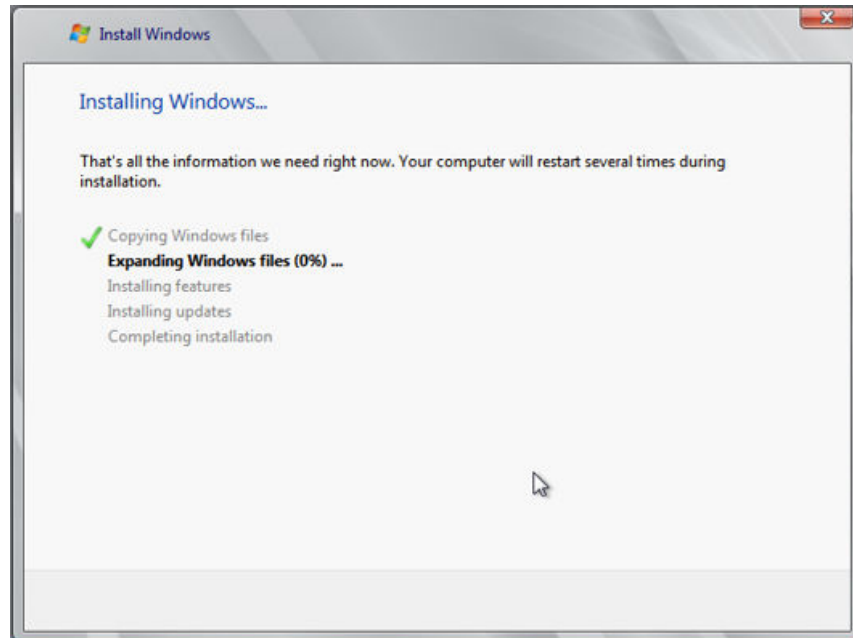 Install Windows
Installing Windows...
That's all the information we need right now. Your computer will restart several times during
installation.
Copying Windows files
Expanding Windows files (0%) ...
Installing features
Installing updates
Completing installation